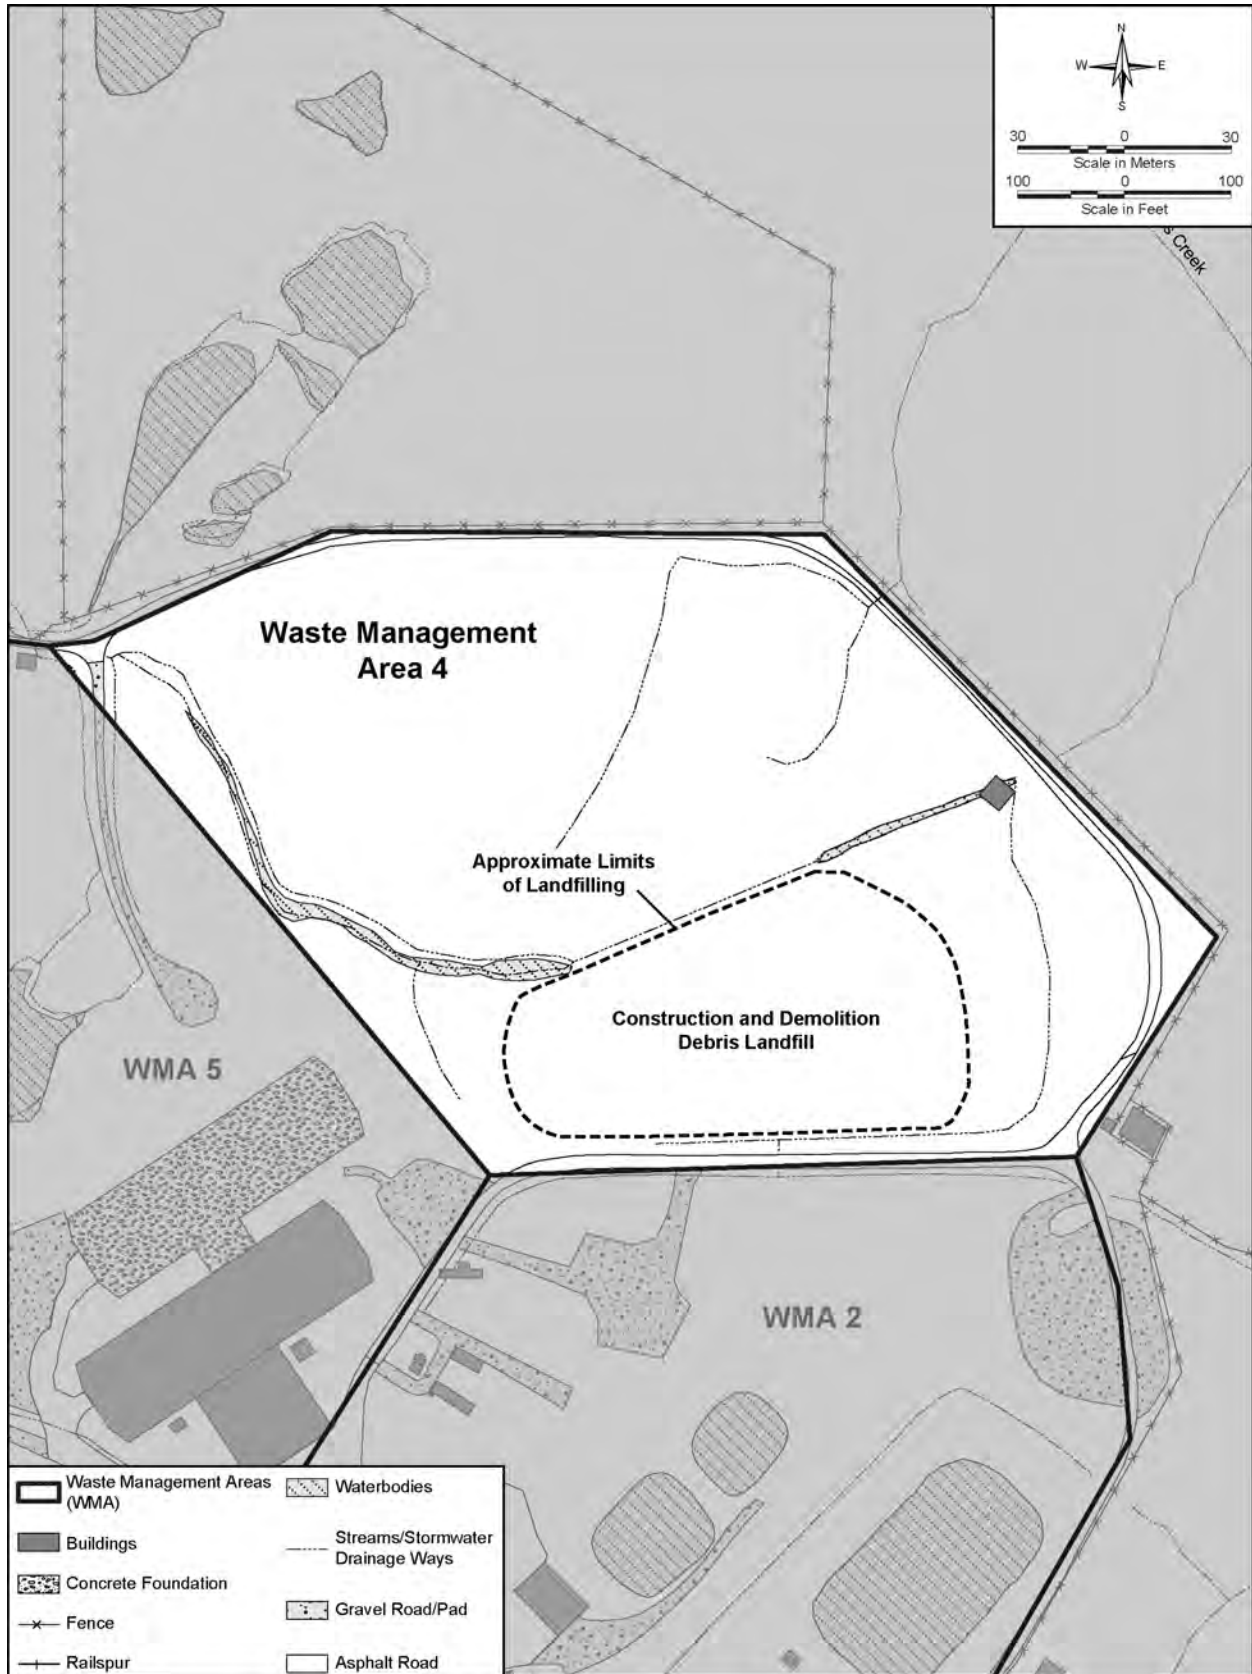 N
W E
S
30 0 30
Scale in Meters
100 0 100
Scale in Feet
Creek
Waste Management
Area 4
Approximate Limits
of Landfilling
Construction and Demolition
Debris Landfill
WMA 5
WMA 2
Waste Management Areas
(WMA)
Buildings
Concrete Foundation
Fence
Railspur
Waterbodies
Streams/Stormwater
Drainage Ways
Gravel Road/Pad
Asphalt Road